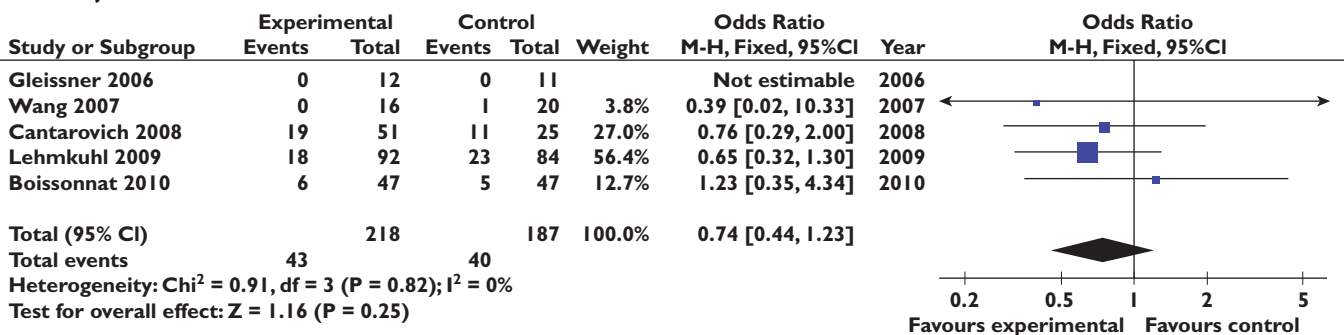 Experimental Control Odds Ratio Odds Ratio
Study or Subgroup Events Total Events Total Weight M-H, Fixed, 95%CI Year M-H, Fixed, 95%CI
Gleissner 2006 0 12 0 11 Not estimable 2006
Wang 2007 0 16 1 20 3.8% 0.39 [0.02, 10.33] 2007
Cantarovich 2008 19 51 11 25 27.0% 0.76 [0.29, 2.00] 2008
Lehmkuhl 2009 18 92 23 84 56.4% 0.65 [0.32, 1.30] 2009
Boissonnat 2010 6 47 5 47 12.7% 1.23 [0.35, 4.34] 2010
Total (95% CI) 218 187 100.0% 0.74 [0.44, 1.23]
Total events 43 40
Heterogeneity: Chi² = 0.91, df = 3 (P = 0.82); I² = 0%
Test for overall effect: Z = 1.16 (P = 0.25)
0.2 0.5 1 2 5
Favours experimental Favours control